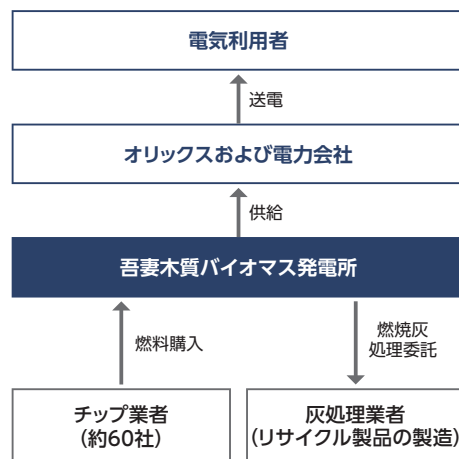 電気利用者
送電
オリックスおよび電力会社
供給
吾妻木質バイオマス発電所
燃料購入
燃焼灰
処理委託
チップ業者
(約60社)
灰処理業者
(リサイクル製品の製造)